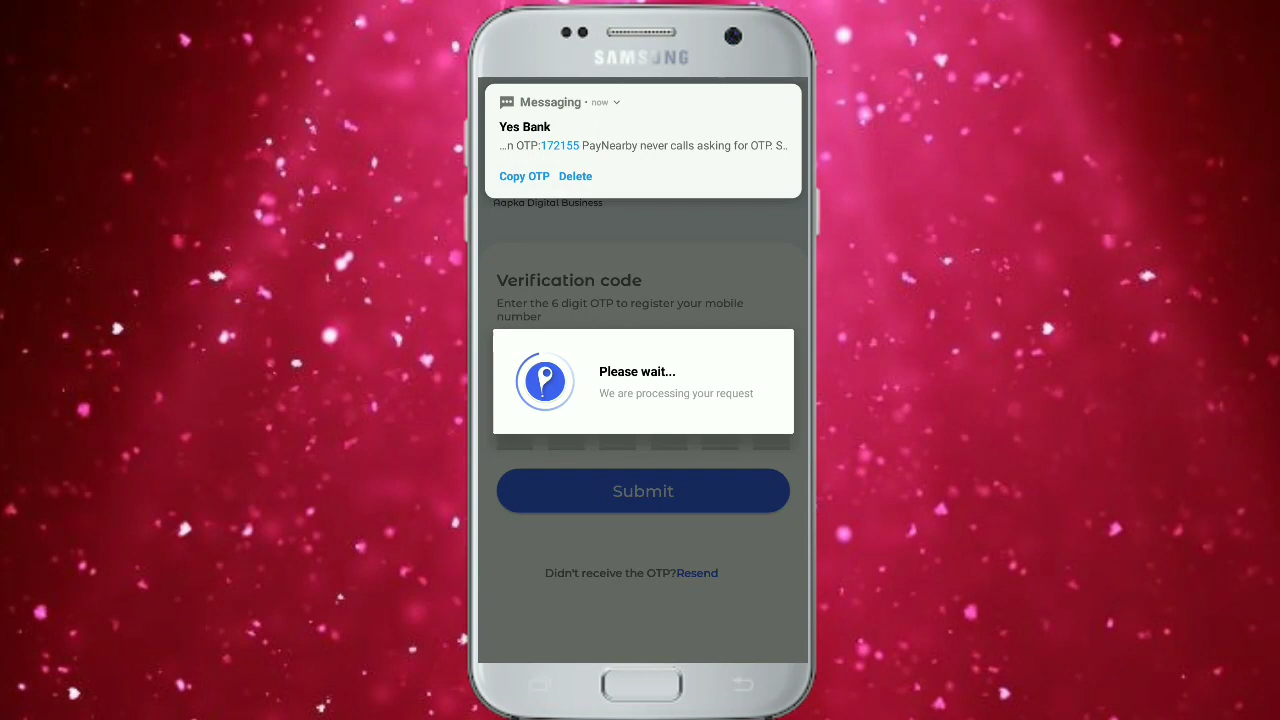 SAMSUNG
Messaging • now
Yes Bank
...n OTP:172155 PayNearby never calls asking for OTP. S..
Copy OTP Delete
Aapka Digital Business
Verification code
Enter the 6 digit OTP to register your mobile
number
Please wait...
We are processing your request
Submit
Didn't receive the OTP?Resend